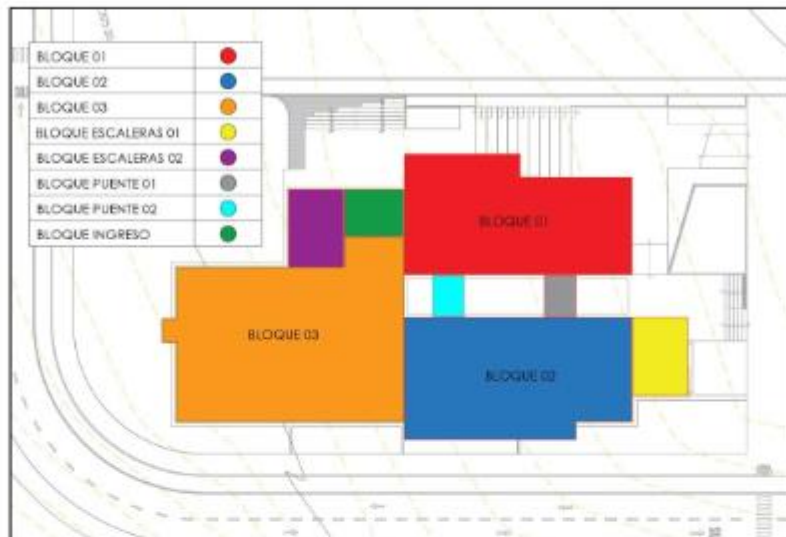 BLOQUE 01
BLOQUE 02
BLOQUE 03
BLOQUE ESCALERAS 01
BLOQUE ESCALERAS 02
BLOQUE PUENTE 01
BLOQUE PUENTE 02
BLOQUE INGRESO
BLOQUE 01
BLOQUE 03
BLOQUE 02